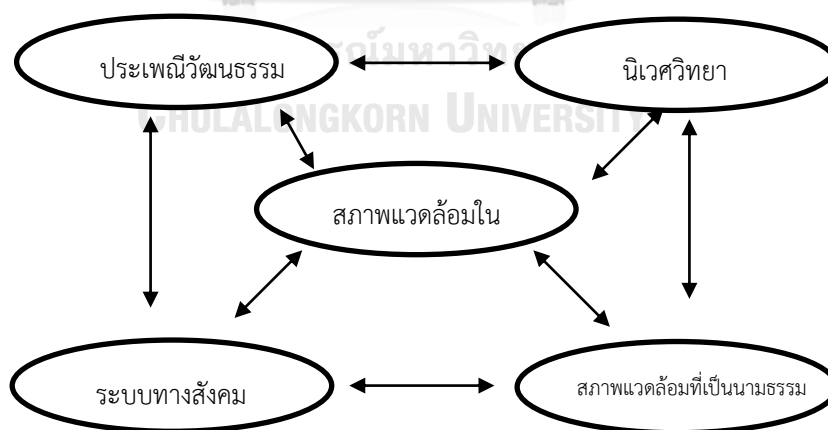 ประเพณีวัฒนธรรม
นิเวศวิทยา
CHULALONGKORN UNIVERSITY
สภาพแวดล้อมใน
ระบบทางสังคม
สภาพแวดล้อมที่เป็นนามธรรม